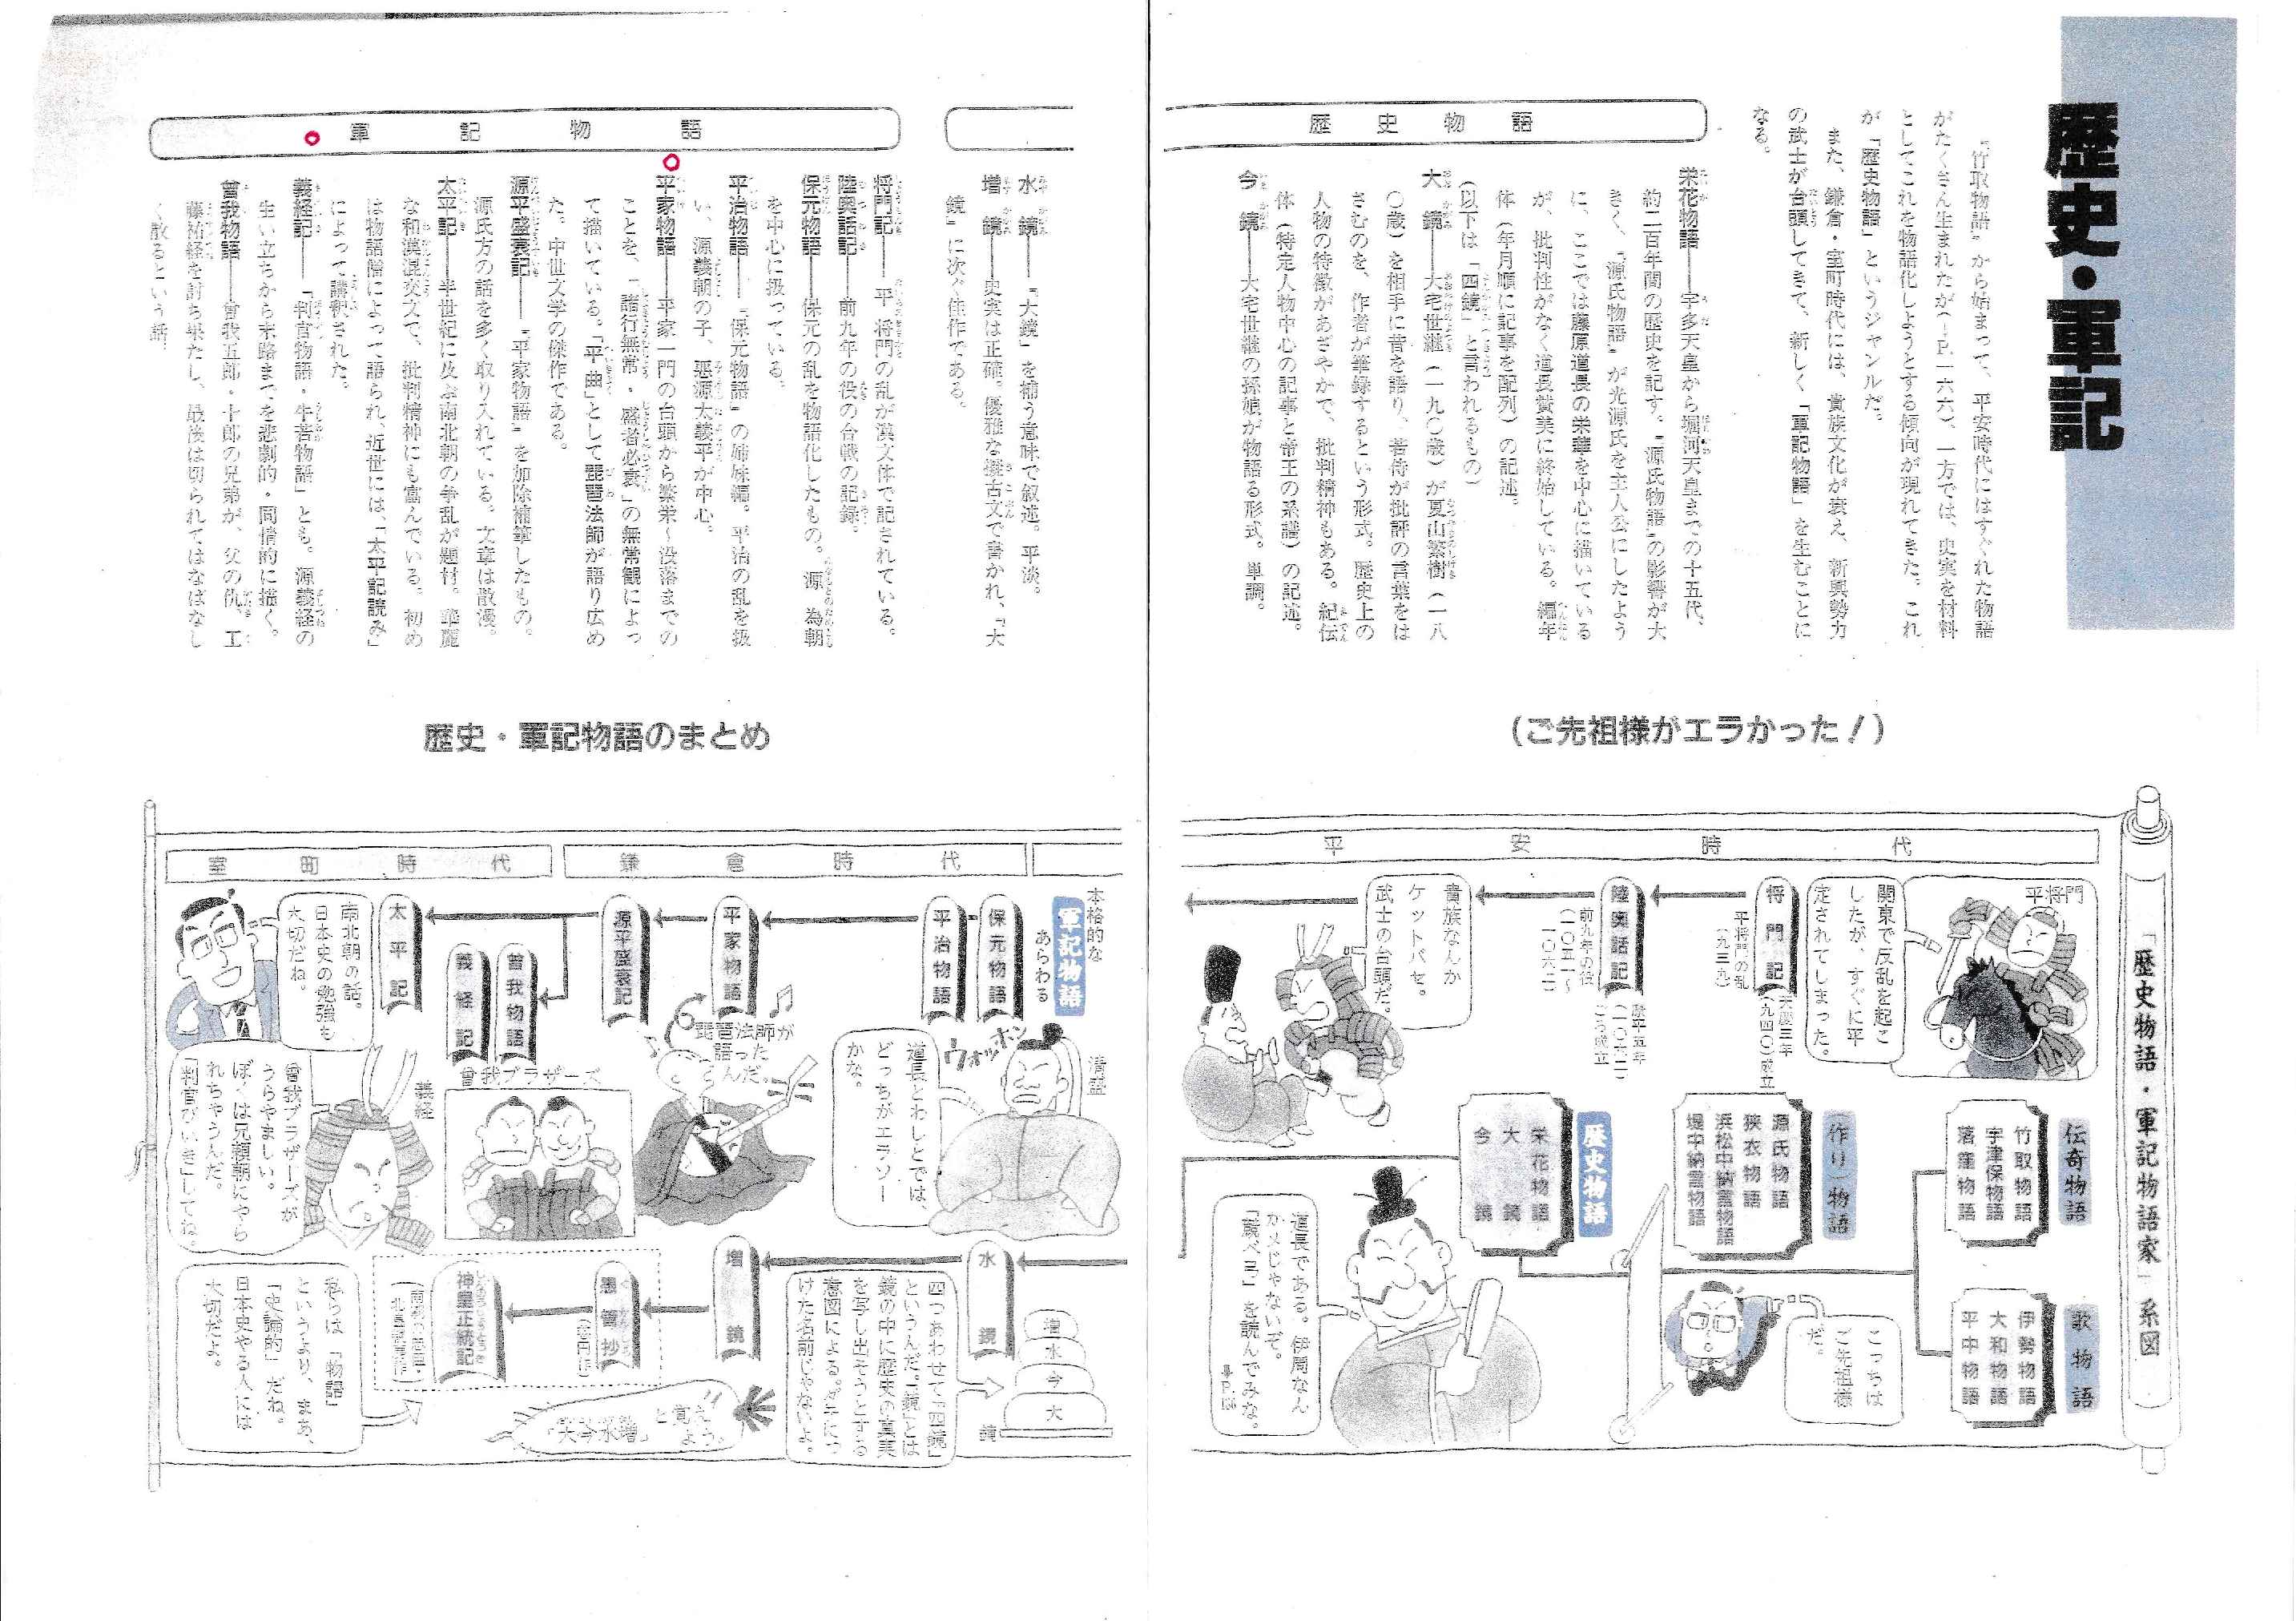 歴史・軍記
『竹取物語』から始まって、平安時代にはすぐれた物語
がたくさん生まれたが(→P.一六六)、一方では、史実を材料
としてこれを物語化しようとする傾向が現れてきた。これ
が「歴史物語」というジャンルだ。
また、鎌倉・室町時代には、貴族文化が衰え、新興勢力
の武士が台頭してきて、新しく「軍記物語」を生むことに
なる。
歴史物語
栄花物語――宇多天皇から堀河天皇までの十五代、
約二百年間の歴史を記す。『源氏物語』の影響が大
きく、『源氏物語』が光源氏を主人公にしたよう
に、ここでは藤原道長の栄華を中心に描いている
が、批判性がなく道長賛美に終始している。編年
体(年月順に記事を配列)の記述。
(以下は「四鏡」と言われるもの)
大鏡――大宅世継(一九〇歳)が夏山繁樹(一八
〇歳)を相手に昔を語り、若侍が批評の言葉をは
さむのを、作者が筆録するという形式。歴史上の
人物の特徴があざやかで、批判精神もある。紀伝
体(特定人物中心の記事と帝王の系譜)の記述。
今鏡――大宅世継の孫娘が物語る形式。単調。
水鏡――『大鏡』を補う意味で叙述。平淡。
増鏡――史実は正確。優雅な擬古文で書かれ、『大
鏡』に次ぐ佳作である。
軍記物語
将門記――平将門の乱が漢文体で記されている。
陸奥話記――前九年の役の合戦の記録。
保元物語――保元の乱を物語化したもの。源為朝
を中心に扱っている。
平治物語――『保元物語』の姉妹編。平治の乱を扱
い、源義朝の子、悪源太義平が中心。
平家物語――平家一門の台頭から繁栄〜没落までの
ことを、「諸行無常・盛者必衰」の無常観によっ
て描いている。「平曲」として琵琶法師が語り広め
た。中世文学の傑作である。
源平盛衰記――『平家物語』を加除補筆したもの。
源氏方の話を多く取り入れている。文章は散漫。
太平記――半世紀に及ぶ南北朝の争乱が題材。華麗
な和漢混交文で、批判精神にも富んでいる。初め
は物語僧によって語られ、近世には、「太平記読み」
によって講釈された。
義経記――『判官物語・牛若物語』とも。源義経の
生い立ちから末路までを悲劇的・同情的に描く。
曾我物語――曾我五郎・十郎の兄弟が、父の仇、工
藤祐経を討ち果たし、最後は切られてはなばなし
く散るという話。
(ご先祖様がエラかった!)
歴史・軍記物語のまとめ
「歴史物語・軍記物語家」系図
平安時代
平将門
関東で反乱を起こ
したが、すぐに平
定されてしまった。
将門記
平将門の乱
(九三九)
天慶三年
(九四〇)成立
陸奥話記
前九年の役
(一〇五一〜
一〇六二)
康平五年
(一〇六二)
ごろ成立
貴族なんか
ケットバセ。
武士の台頭だ。
伝奇物語
竹取物語
宇津保物語
落窪物語
歌物語
伊勢物語
大和物語
平中物語
(作り)物語
源氏物語
狭衣物語
浜松中納言物語
堤中納言物語
こっちは
ご先祖様
だ。
歴史物語
栄花物語
大鏡
今鏡
道長である。伊周なん
かメじゃないぞ。
「競べ弓」を読んでみな。
鎌倉時代
本格的な
軍記物語
あらわる
保元物語
平治物語
平家物語
源平盛衰記
清盛
ウォッホン
道長とわしとでは、
どっちがエラソー
かな。
琵琶法師が
語った
んだ。
水鏡
増鏡
増
水
今
大
鏡
四つあわせて「四鏡」
というんだ。「鏡」とは
鏡の中に歴史の真実
を写し出そうとする
意図による。
けた名前じゃないよ。
「大今水増」と覚え
よう。
愚管抄
(慈円作)
神皇正統記
室町時代
曾我物語
義経記
太平記
曾我ブラザーズ
義経
南北朝の話。
日本史の勉強も
大切だね。
曾我ブラザーズが
うらやましい。
ぼくは兄頼朝にやら
れちゃうんだ。
「判官びいき」してね。
私らは「物語」
というより、まあ、
「史論的」だね。
日本史やる人には
大切だよ。